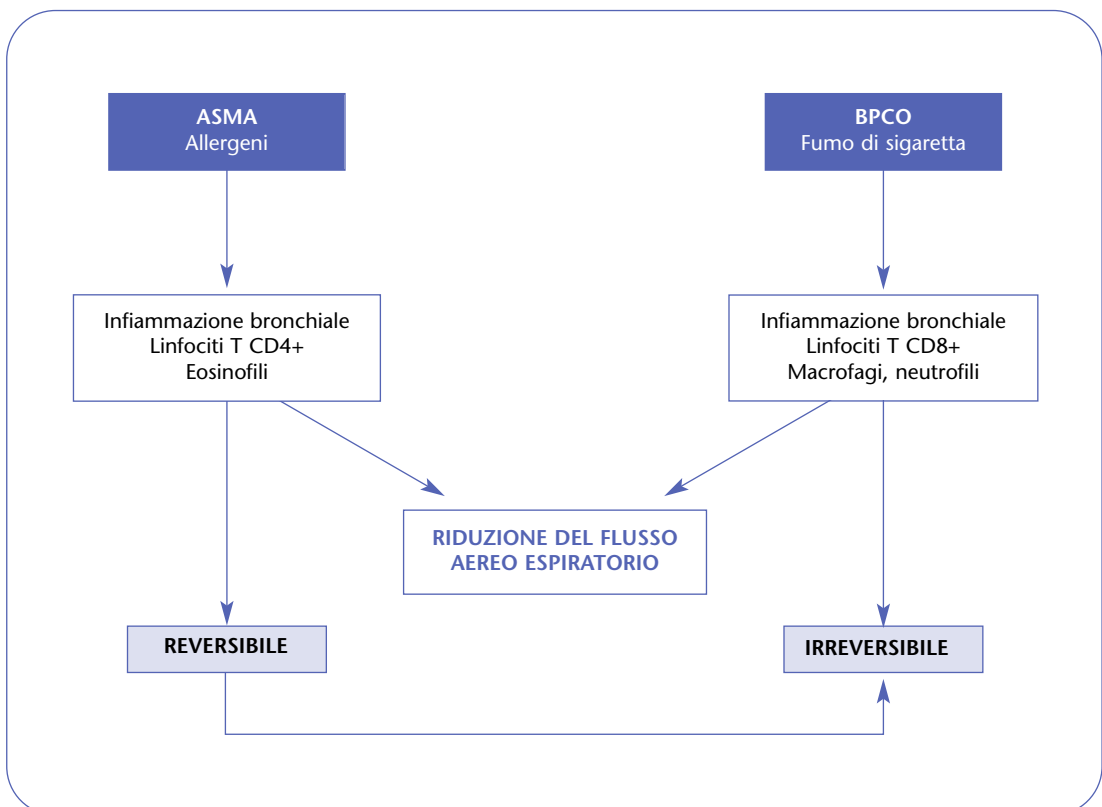 ASMA
Allergeni
BPCO
Fumo di sigaretta
Infiammazione bronchiale
Linfociti T CD4+
Eosinofili
Infiammazione bronchiale
Linfociti T CD8+
Macrofagi, neutrofili
RIDUZIONE DEL FLUSSO
AEREO ESPIRATORIO
REVERSIBILE
IRREVERSIBILE